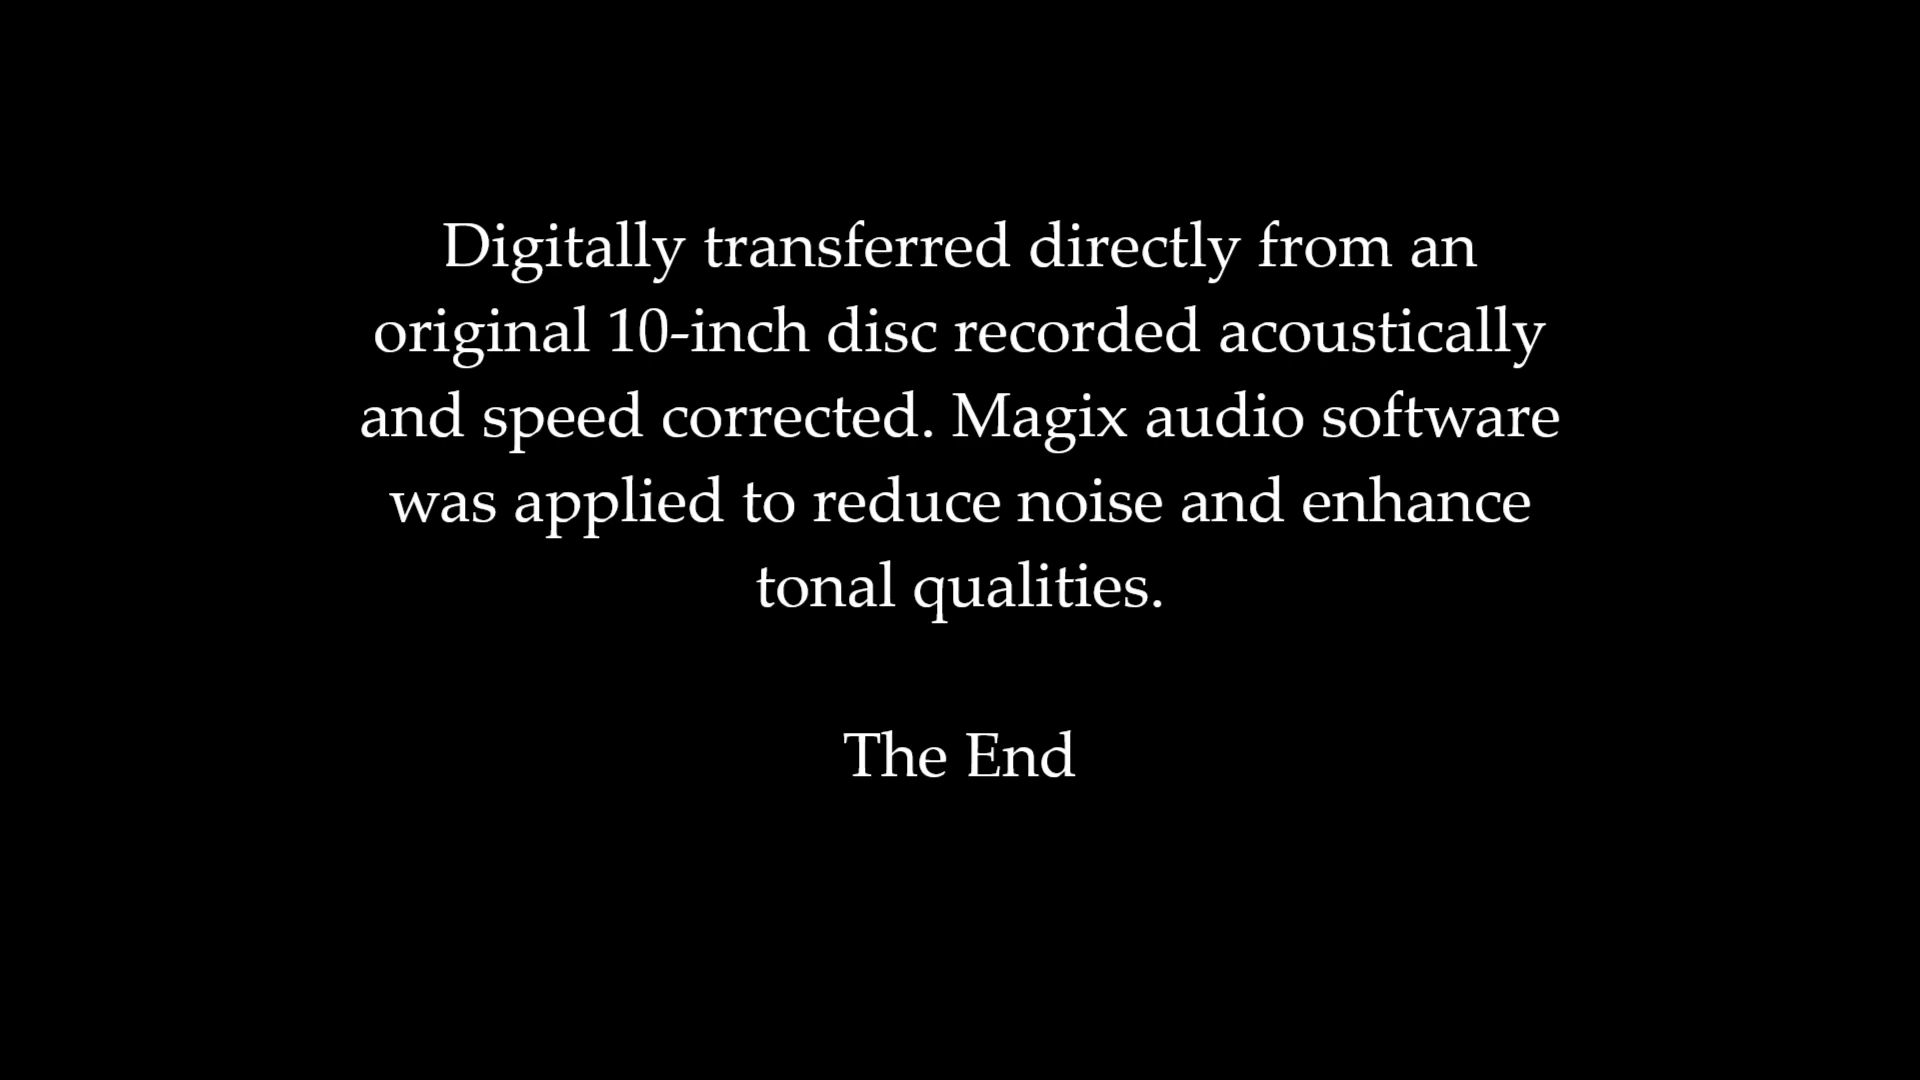 Digitally transferred directly from an
original 10-inch disc recorded acoustically
and speed corrected. Magix audio software
was applied to reduce noise and enhance
tonal qualities.
The End